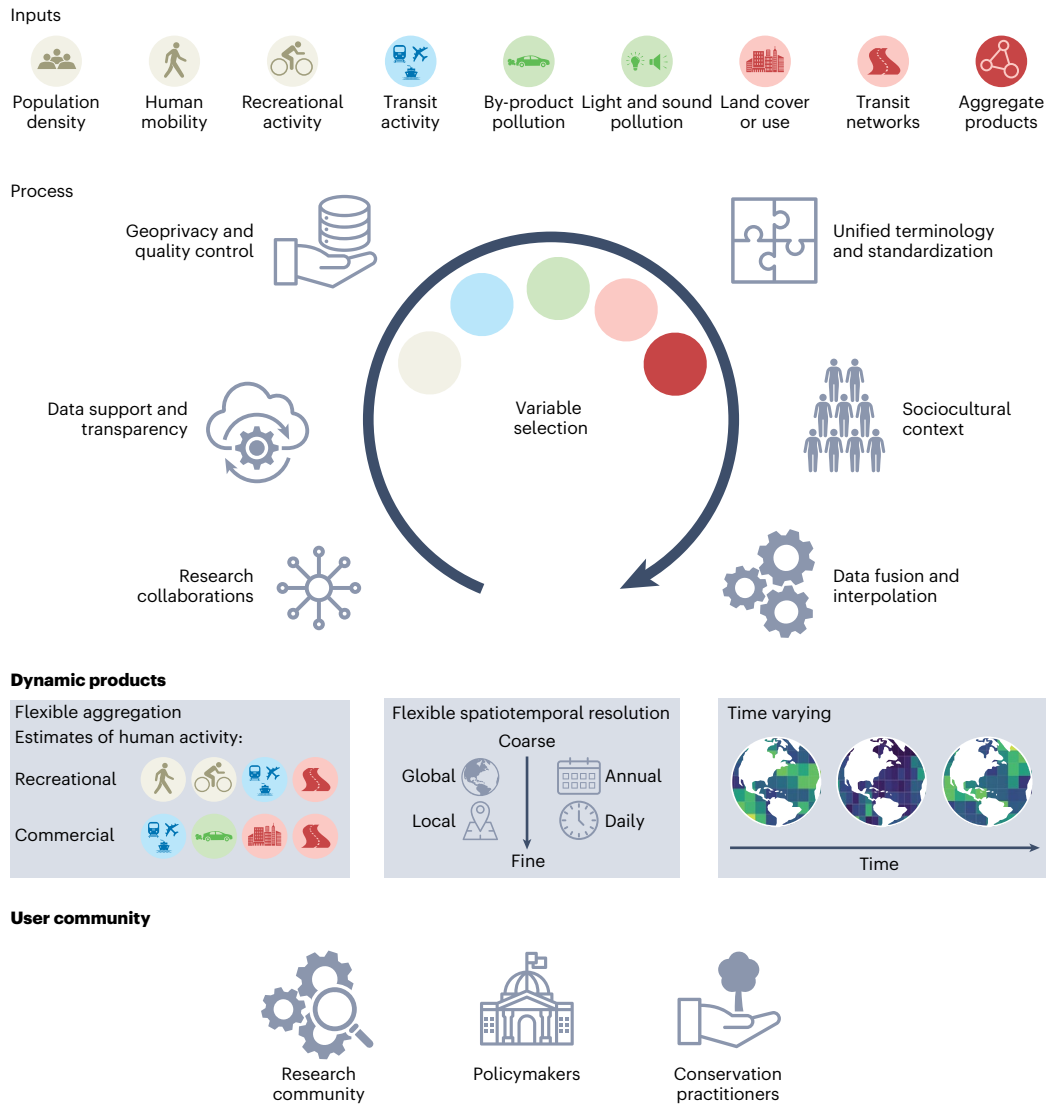 Inputs
Population
density
Human
mobility
Recreational
activity
Transit
activity
By-product
pollution
Light and sound
pollution
Land cover
or use
Transit
networks
Aggregate
products
Process
Geoprivacy and
quality control
Unified terminology
and standardization
Data support and
transparency
Variable
selection
Sociocultural
context
Research
collaborations
Data fusion and
interpolation
Dynamic products
Flexible aggregation
Estimates of human activity:
Recreational
Commercial
Flexible spatiotemporal resolution
Coarse
Global
Annual
Local
Daily
Fine
Time varying
Time
User community
Research
community
Policymakers
Conservation
practitioners